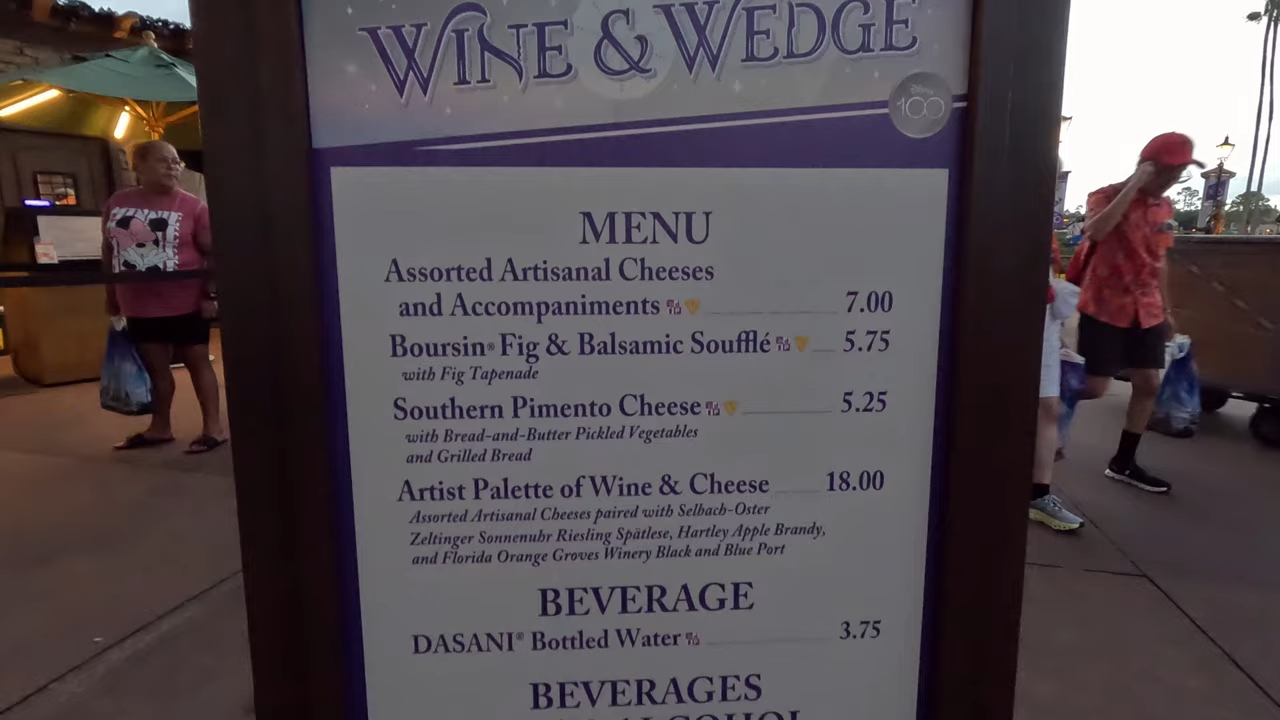 WINE & WEDGE
Disney
100
MENU
Assorted Artisanal Cheeses
and Accompaniments 7.00
Boursin® Fig & Balsamic Soufflé 5.75
with Fig Tapenade
Southern Pimento Cheese 5.25
with Bread-and-Butter Pickled Vegetables
and Grilled Bread
Artist Palette of Wine & Cheese 18.00
Assorted Artisanal Cheeses paired with Selbach-Oster
Zeltinger Sonnenuhr Riesling Spätlese, Hartley Apple Brandy,
and Florida Orange Groves Winery Black and Blue Port
BEVERAGE
DASANI® Bottled Water 3.75
BEVERAGES